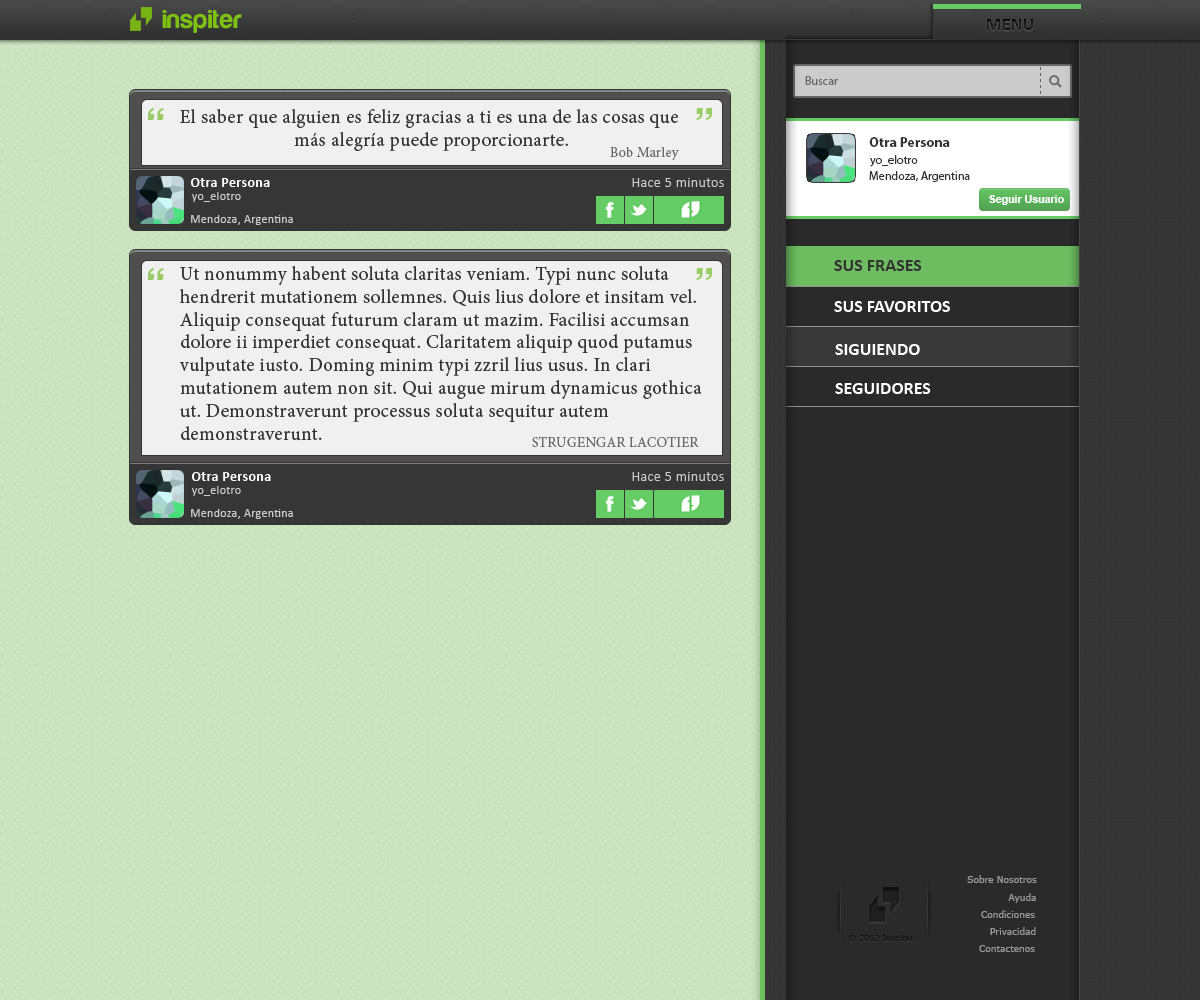 inspiter
MENU
“ El saber que alguien es feliz gracias a ti es una de las cosas que ”
más alegría puede proporcionarte.
Bob Marley
Otra Persona
yo_elotro
Mendoza, Argentina
Hace 5 minutos
“ Ut nonummy habent soluta claritas veniam. Typi nunc soluta ”
hendrerit mutationem sollemnes. Quis lius dolore et insitam vel.
Aliquip consequat futurum claram ut mazim. Facilisi accumsan
dolore ii imperdiet consequat. Claritatem aliquip quod putamus
vulputate iusto. Doming minim typi zzril lius usus. In clari
mutationem autem non sit. Qui augue mirum dynamicus gothica
ut. Demonstraverunt processus soluta sequitur autem
demonstraverunt.
STRUGENGAR LACOTIER
Otra Persona
yo_elotro
Mendoza, Argentina
Hace 5 minutos
Buscar
Otra Persona
yo_elotro
Mendoza, Argentina
Seguir Usuario
SUS FRASES
SUS FAVORITOS
SIGUIENDO
SEGUIDORES
© 2012 Inspiter
Sobre Nosotros
Ayuda
Condiciones
Privacidad
Contactenos